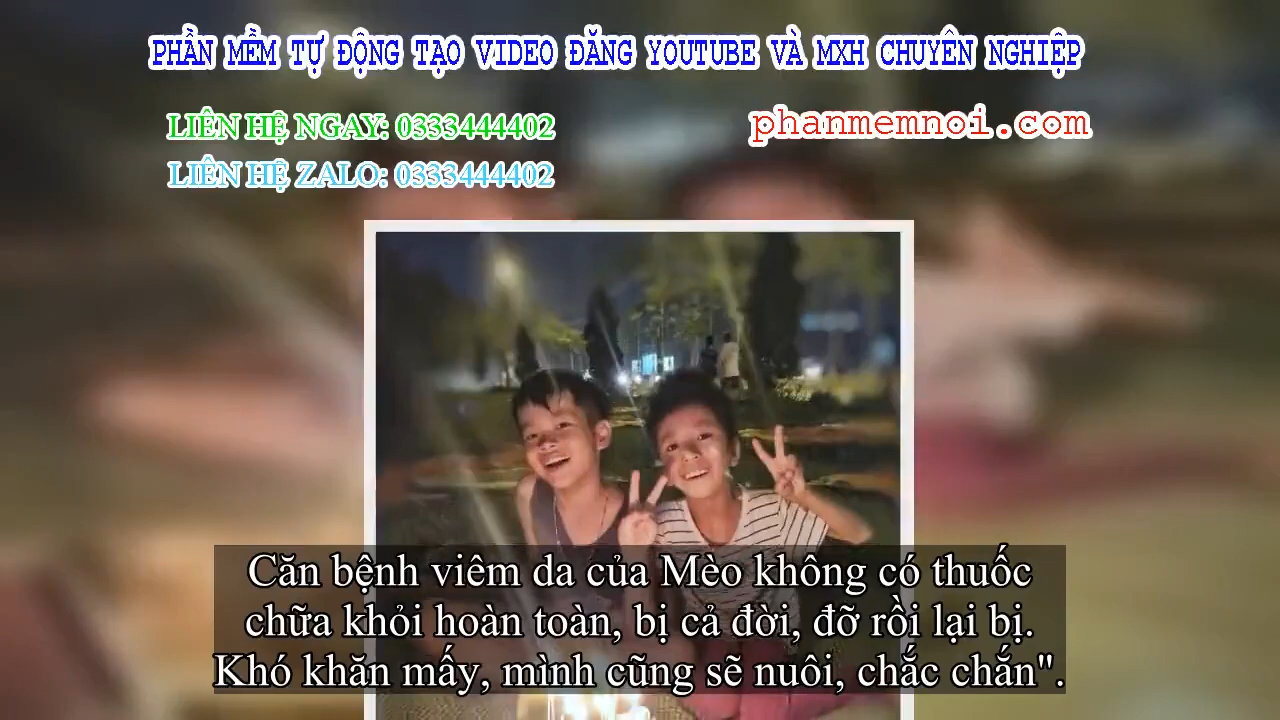 PHẦN MỀM TỰ ĐỘNG TẠO VIDEO ĐĂNG YOUTUBE VÀ MXH CHUYÊN NGHIỆP
LIÊN HỆ NGAY: 0333444402
phanmemnoi.com
LIÊN HỆ ZALO: 0333444402
Căn bệnh viêm da của Mèo không có thuốc
chữa khỏi hoàn toàn, bị cả đời, đỡ rồi lại bị.
Khó khăn mấy, mình cũng sẽ nuôi, chắc chắn".